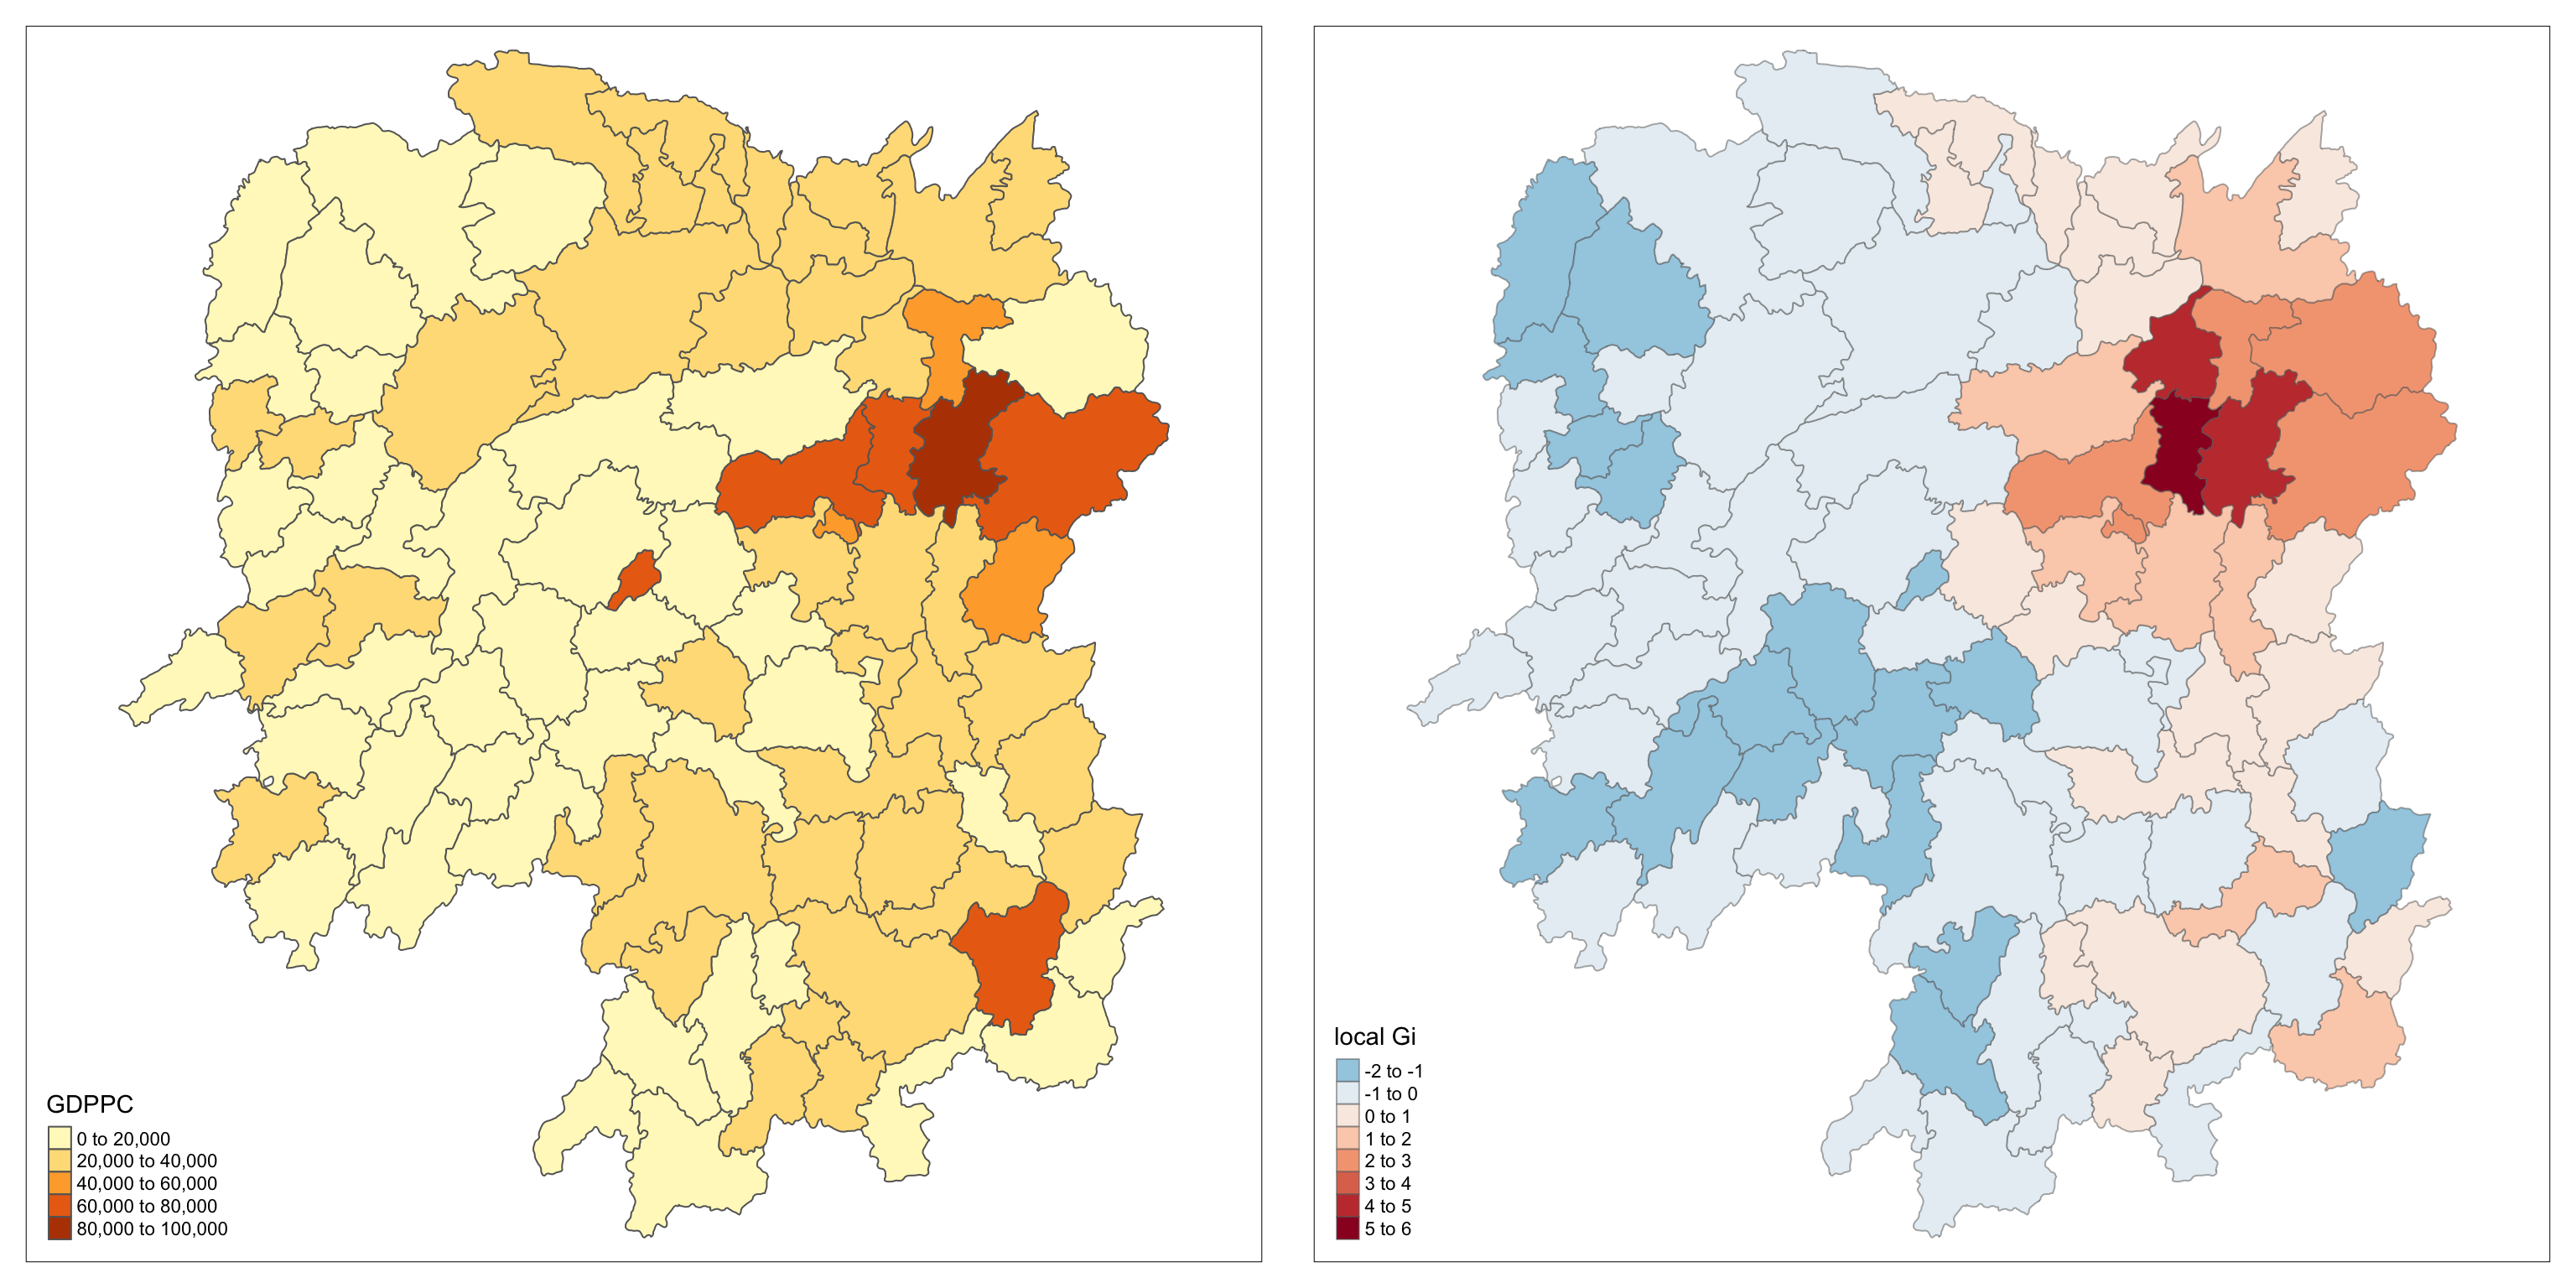 GDPPC
0 to 20,000
20,000 to 40,000
40,000 to 60,000
60,000 to 80,000
80,000 to 100,000
local Gi
-2 to -1
-1 to 0
0 to 1
1 to 2
2 to 3
3 to 4
4 to 5
5 to 6